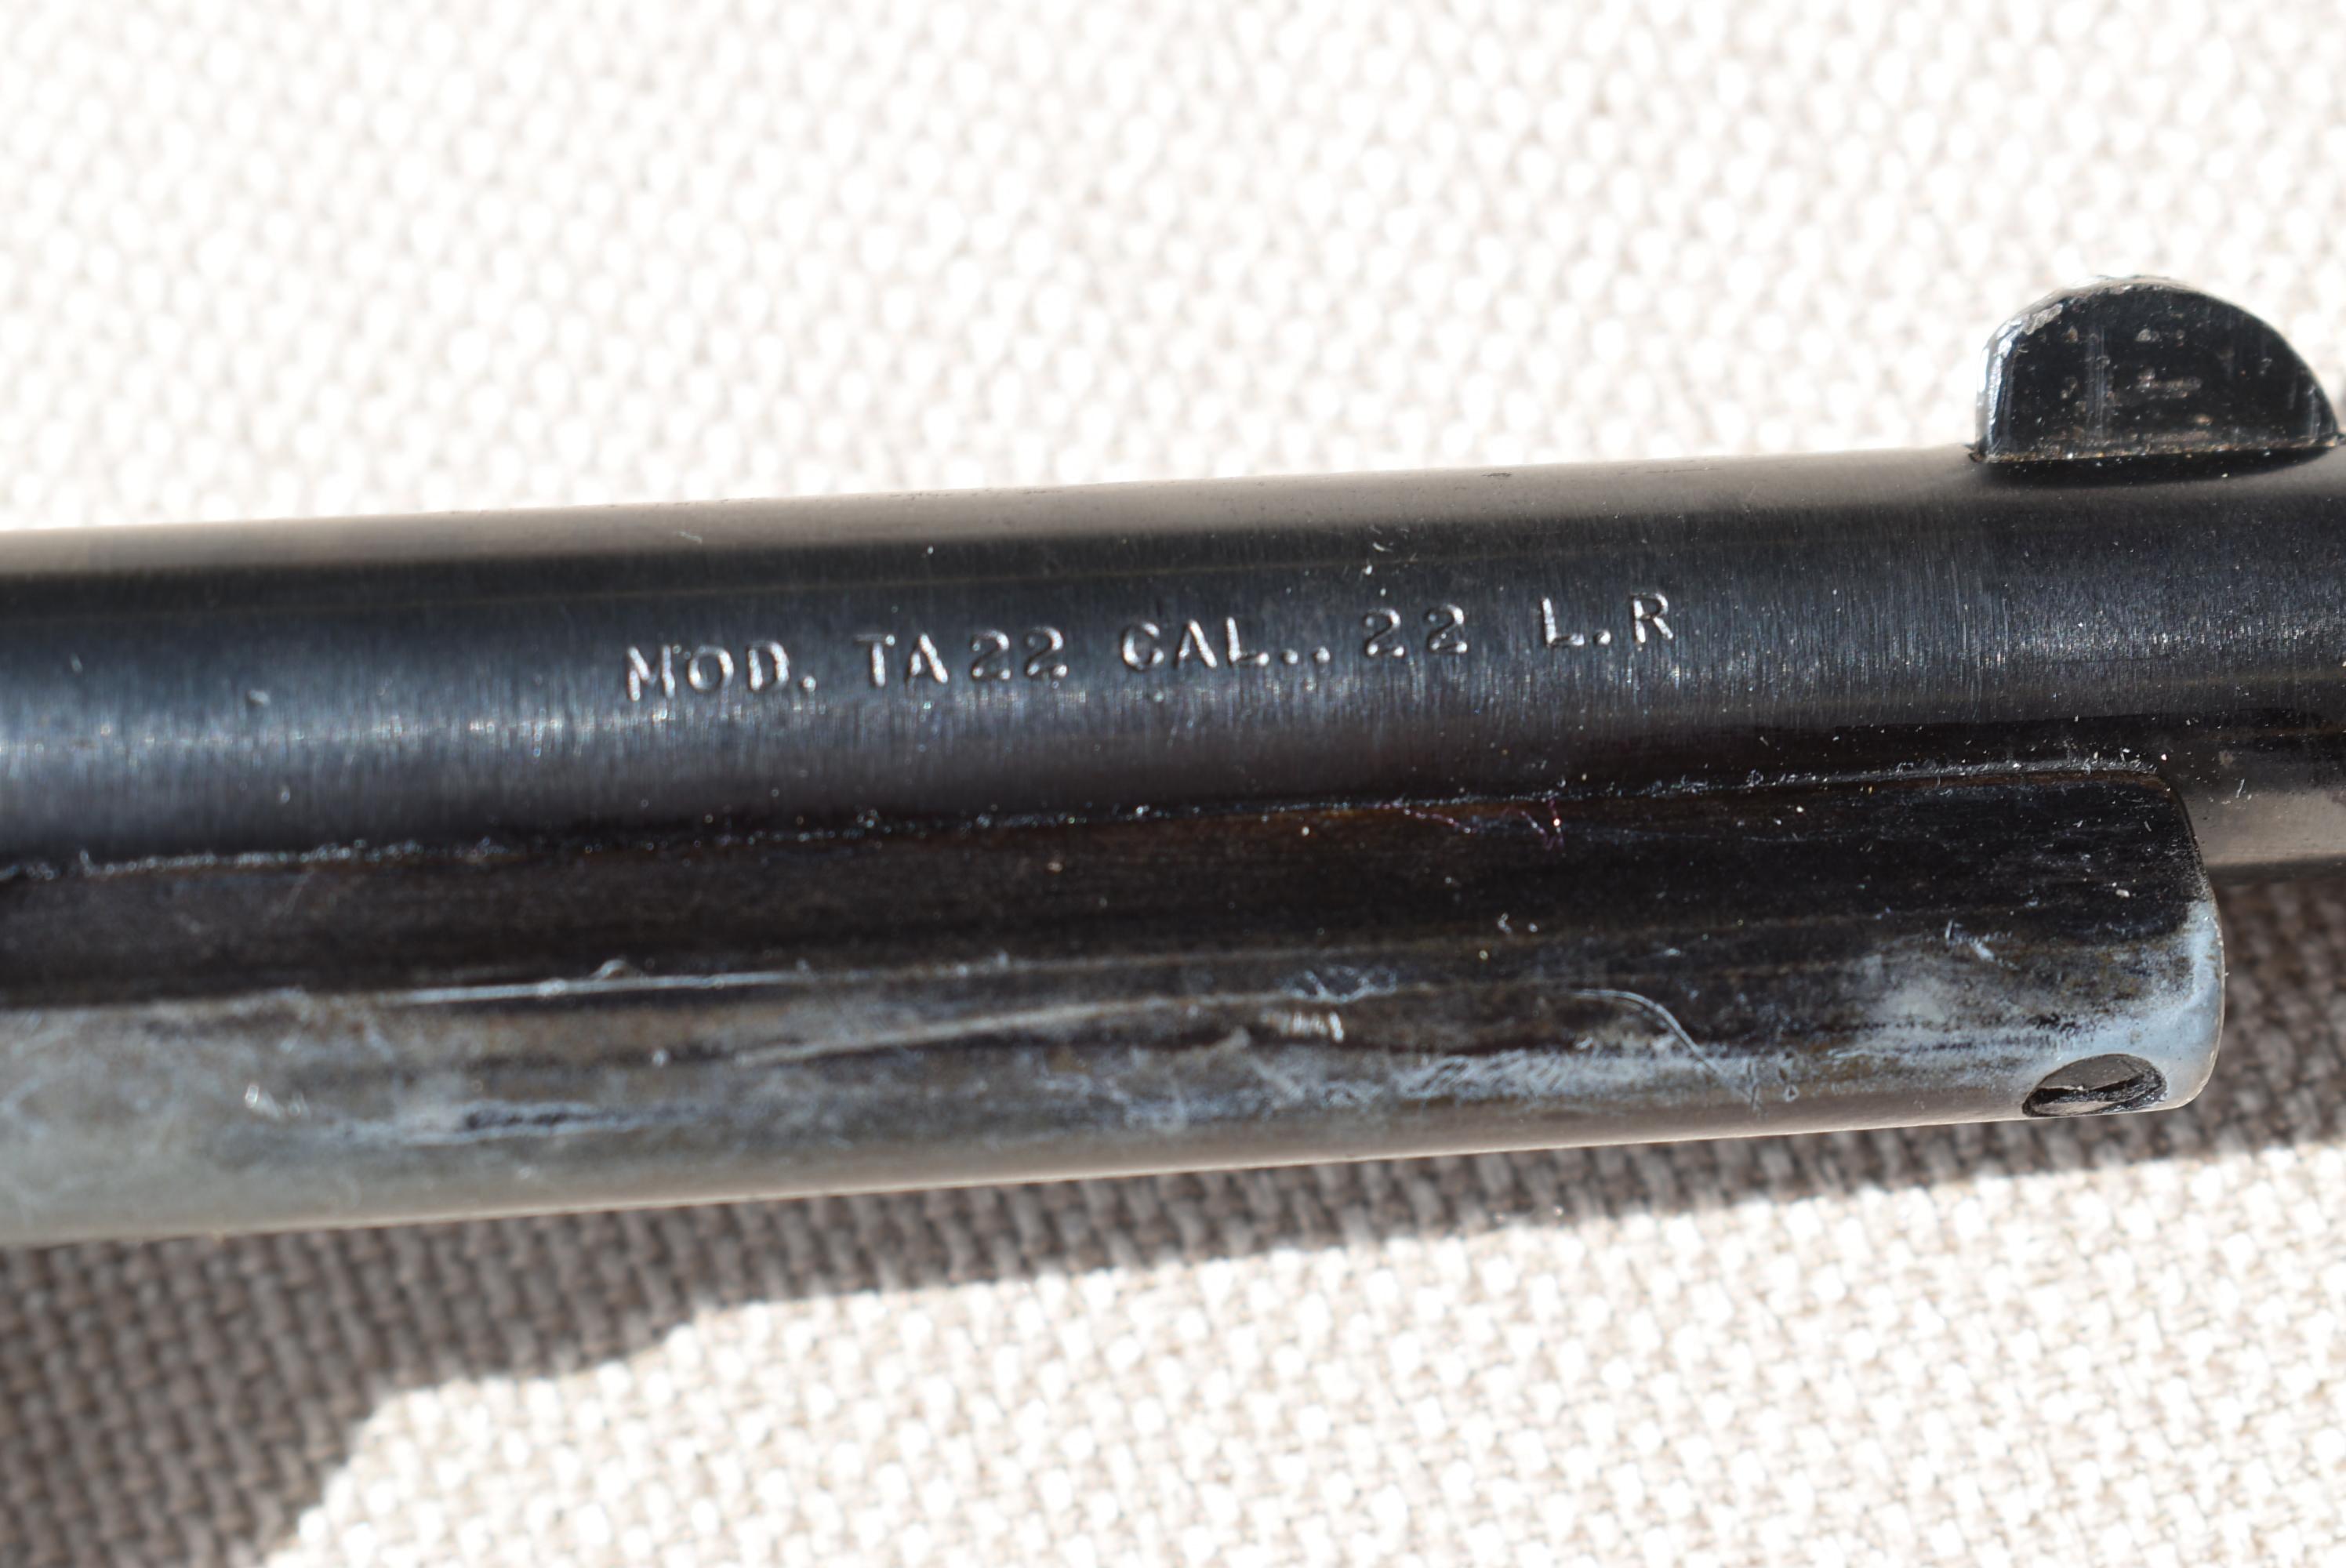 MOD. TA22 CAL.. 22 L.R